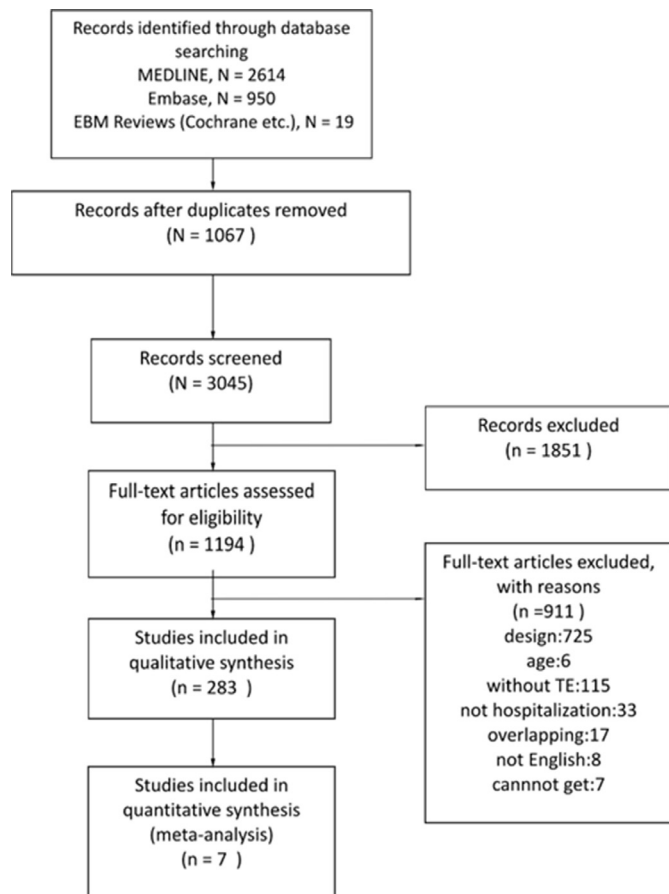 Records identified through database
searching
MEDLINE, N = 2614
Embase, N = 950
EBM Reviews (Cochrane etc.), N = 19
Records after duplicates removed
(N = 1067 )
Records screened
(N = 3045)
Records excluded
(n = 1851 )
Full-text articles assessed
for eligibility
(n = 1194 )
Full-text articles excluded,
with reasons
(n =911 )
design:725
age:6
without TE:115
not hospitalization:33
overlapping:17
not English:8
cannnot get:7
Studies included in
qualitative synthesis
(n = 283 )
Studies included in
quantitative synthesis
(meta-analysis)
(n = 7 )